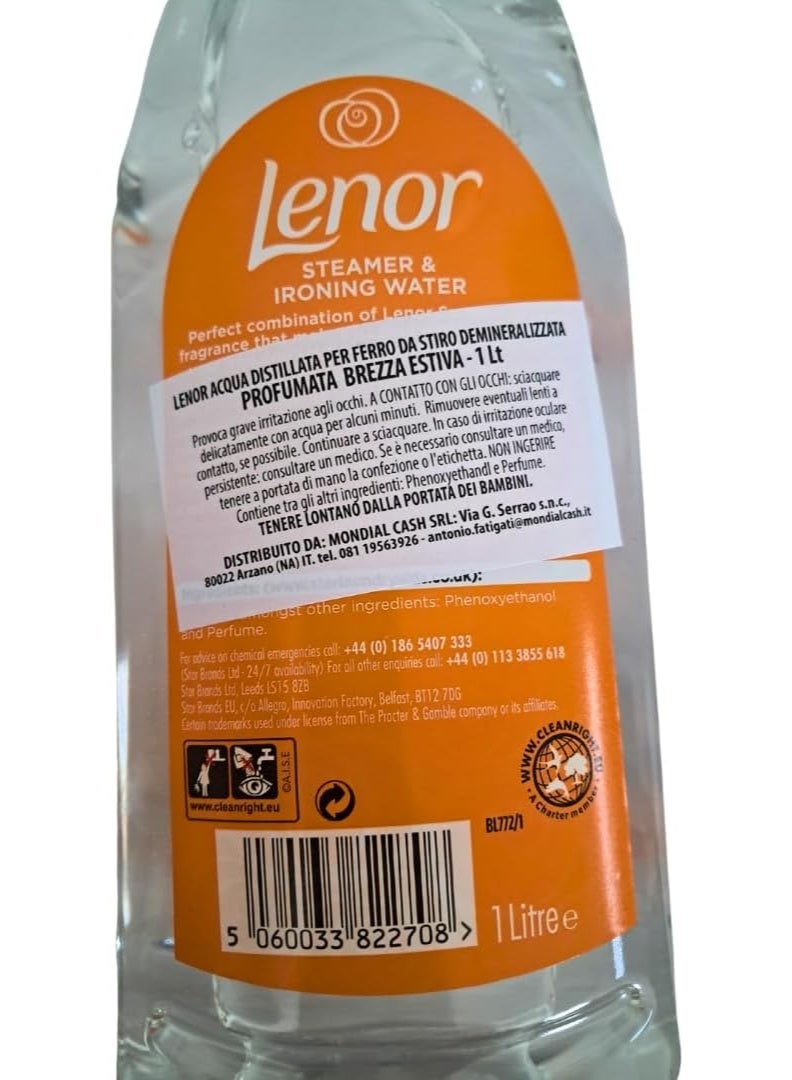 Lenor
STEAMER &
IRONING WATER
Perfect combination of Lenor
fragrance that
LENOR ACQUA DISTILLATA PER FERRO DA STIRO DEMINERALIZZATA
PROFUMATA BREZZA ESTIVA - 1 Lt
Provoca grave irritazione agli occhi. A CONTATTO CON GLI OCCHI: sciacquare
delicatamente con acqua per alcuni minuti. Rimuovere eventuali lenti a
contatto, se possibile. Continuare a sciacquare. In caso di irritazione oculare
persistente: consultare un medico. Se è necessario consultare un medico,
tenere a portata di mano la confezione o l'etichetta. NON INGERIRE
Contiene tra gli altri ingredienti: Phenoxyethandl e Perfume.
TENERE LONTANO DALLA PORTATA DEI BAMBINI.
DISTRIBUITO DA: MONDIAL CASH SRL: Via G. Serrao s.n.c.,
80022 Arzano (NA) IT. tel. 081 19563926 - antonio.fatigati@mondialcash.it
.co.uk):
other ingredients: Phenoxyethanol
and Perfume.
For advice on chemical emergencies call: +44 (0) 186 5407 333
(Star Brands Ltd - 24/7 availability) For all other enquiries call: +44 (0) 113 3855 618
Star Brands Ltd, Leeds LS15 8ZB
Star Brands EU, c/o Allegro, Innovation Factory, Belfast, BT12 7DG
Certain trademarks used under license from The Procter & Gamble company or its affiliates.
©A.I.S.E
www.cleanright.eu
WWW.CLEANRIGHT.EU
• A Charter member •
BL772/1
5 060033 822708 >
1 Litre e